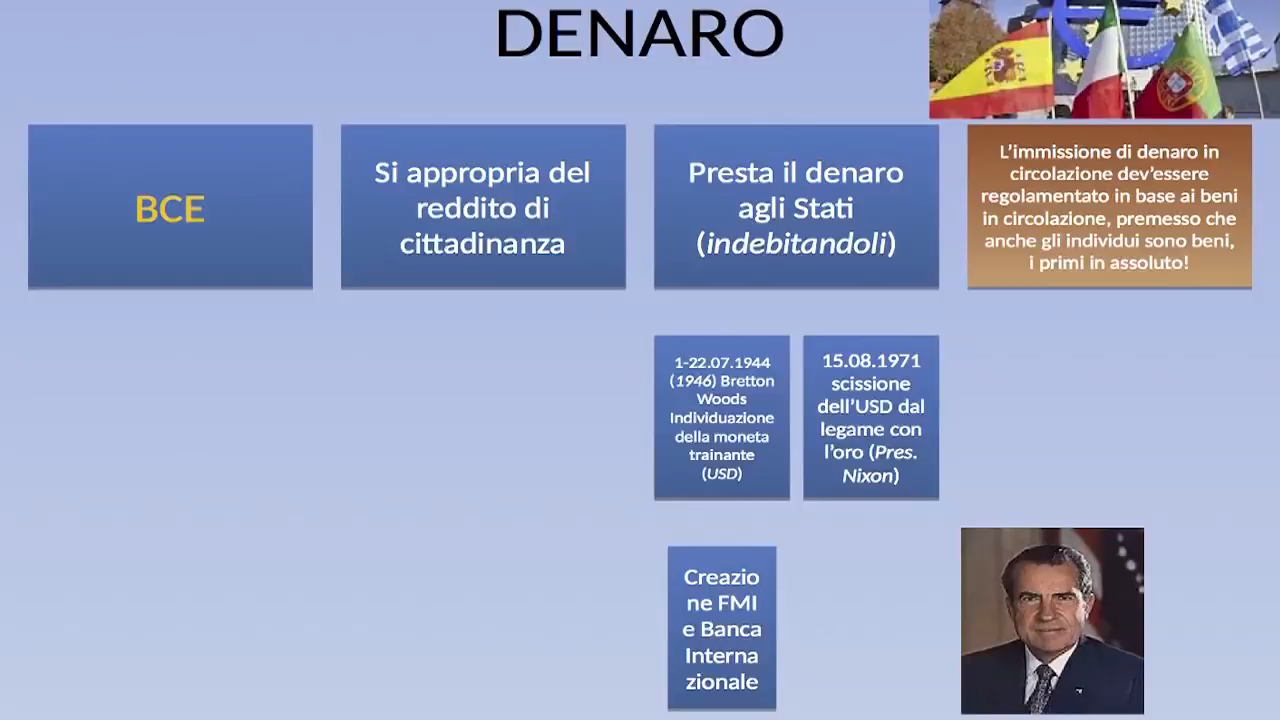 DENARO
BCE
Si appropria del
reddito di
cittadinanza
Presta il denaro
agli Stati
(indebitandoli)
L'immissione di denaro in
circolazione dev'essere
regolamentato in base ai beni
in circolazione, premesso che
anche gli individui sono beni,
i primi in assoluto!
1-22.07.1944
(1946) Bretton
Woods
Individuazione
della moneta
trainante
(USD)
15.08.1971
scissione
dell'USD dal
legame con
l'oro (Pres.
Nixon)
Creazio
ne FMI
e Banca
Interna
zionale